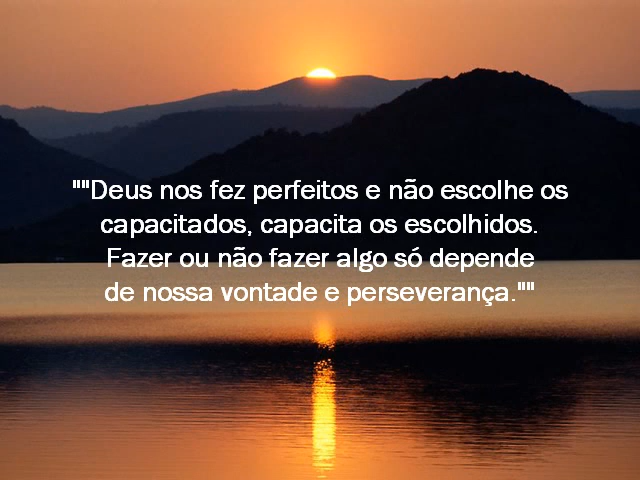 ""Deus nos fez perfeitos e não escolhe os
capacitados, capacita os escolhidos.
Fazer ou não fazer algo só depende
de nossa vontade e perseverança.""